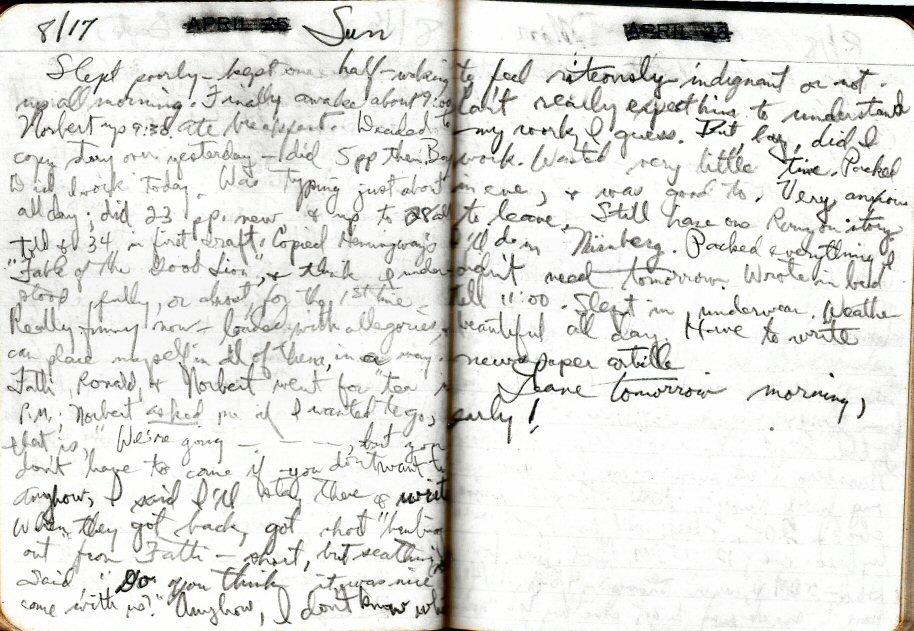 8/17 APRIL 25 Sun
Slept poorly - kept one half-waking
up all morning. Finally awake about 9:00
Norbert up 9:30 ate breakfast. Decided to
copy over yesterday - did 5 pp then. Boy
Did I work today. Was typing just about
all day; did 23 pp. new & up to 28 all
told & 34 in first draft. Copied Hemingway's
"Fable of the Good Lion", & think I under-
stood fully, or almost, for the 1st time.
Really funny now - loaded with allegories, &
can place myself in all of them, in a way.
Fatti, Ronald, & Norbert went for "tea in
P.M.; Norbert asked me if I wanted to go,
that is, "We're going - - - -, but you
don't have to come if you don't want to
Anyhow, I said I'll stay there & write
When they got back, got short
out from Fatti - short, but scathing
Said "Do you think it was nice
come with us?" Anyhow, I don't know whe
APRIL 26
to feel riteously indignant or not.
Can't really expect him to understand
- my work, I guess. But, boy, did I
work. Wanted very little time. Packed
in eve, & was good to. Very anxious
to leave. Still have one story
I'll do in Nürnberg. Packed everything I
didn't need tomorrow. Wrote in bed
till 11:00. Slept in underwear. Weather
beautiful all day. Have to write
newspaper article
Leave tomorrow morning,
early!